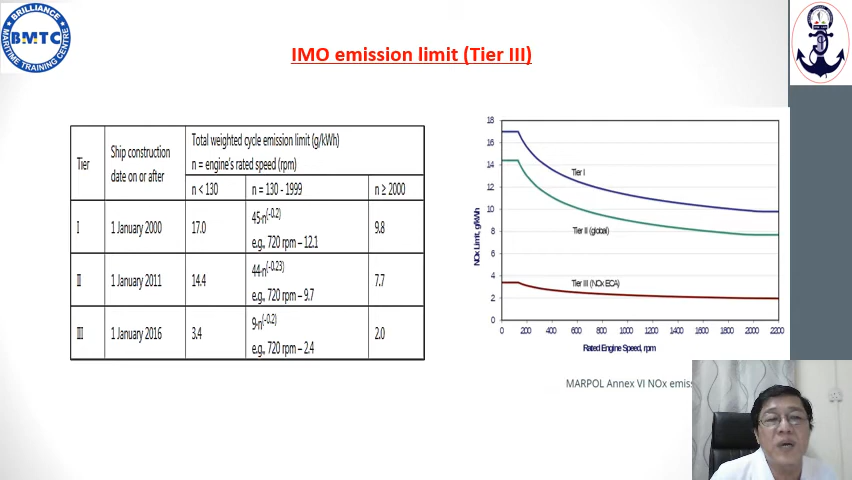 BRILLIANCE
BMTC
MARITIME TRAINING CENTRE
IMO emission limit (Tier III)
Tier
Ship construction
date on or after
Total weighted cycle emission limit (g/kWh)
n = engine's rated speed (rpm)
n < 130
n = 130 - 1999
n ≥ 2000
I
1 January 2000
17.0
45·n(-0.2)
e.g., 720 rpm – 12.1
9.8
II
1 January 2011
14.4
44·n(-0.23)
e.g., 720 rpm – 9.7
7.7
III
1 January 2016
3.4
9·n(-0.2)
e.g., 720 rpm – 2.4
2.0
NOx Limit, g/kWh
18
16
14
12
10
8
6
4
2
0
Tier I
Tier II (global)
Tier III (NOx ECA)
0 200 400 600 800 1000 1200 1400 1600 1800 2000 2200
Rated Engine Speed, rpm
MARPOL Annex VI NOx emiss